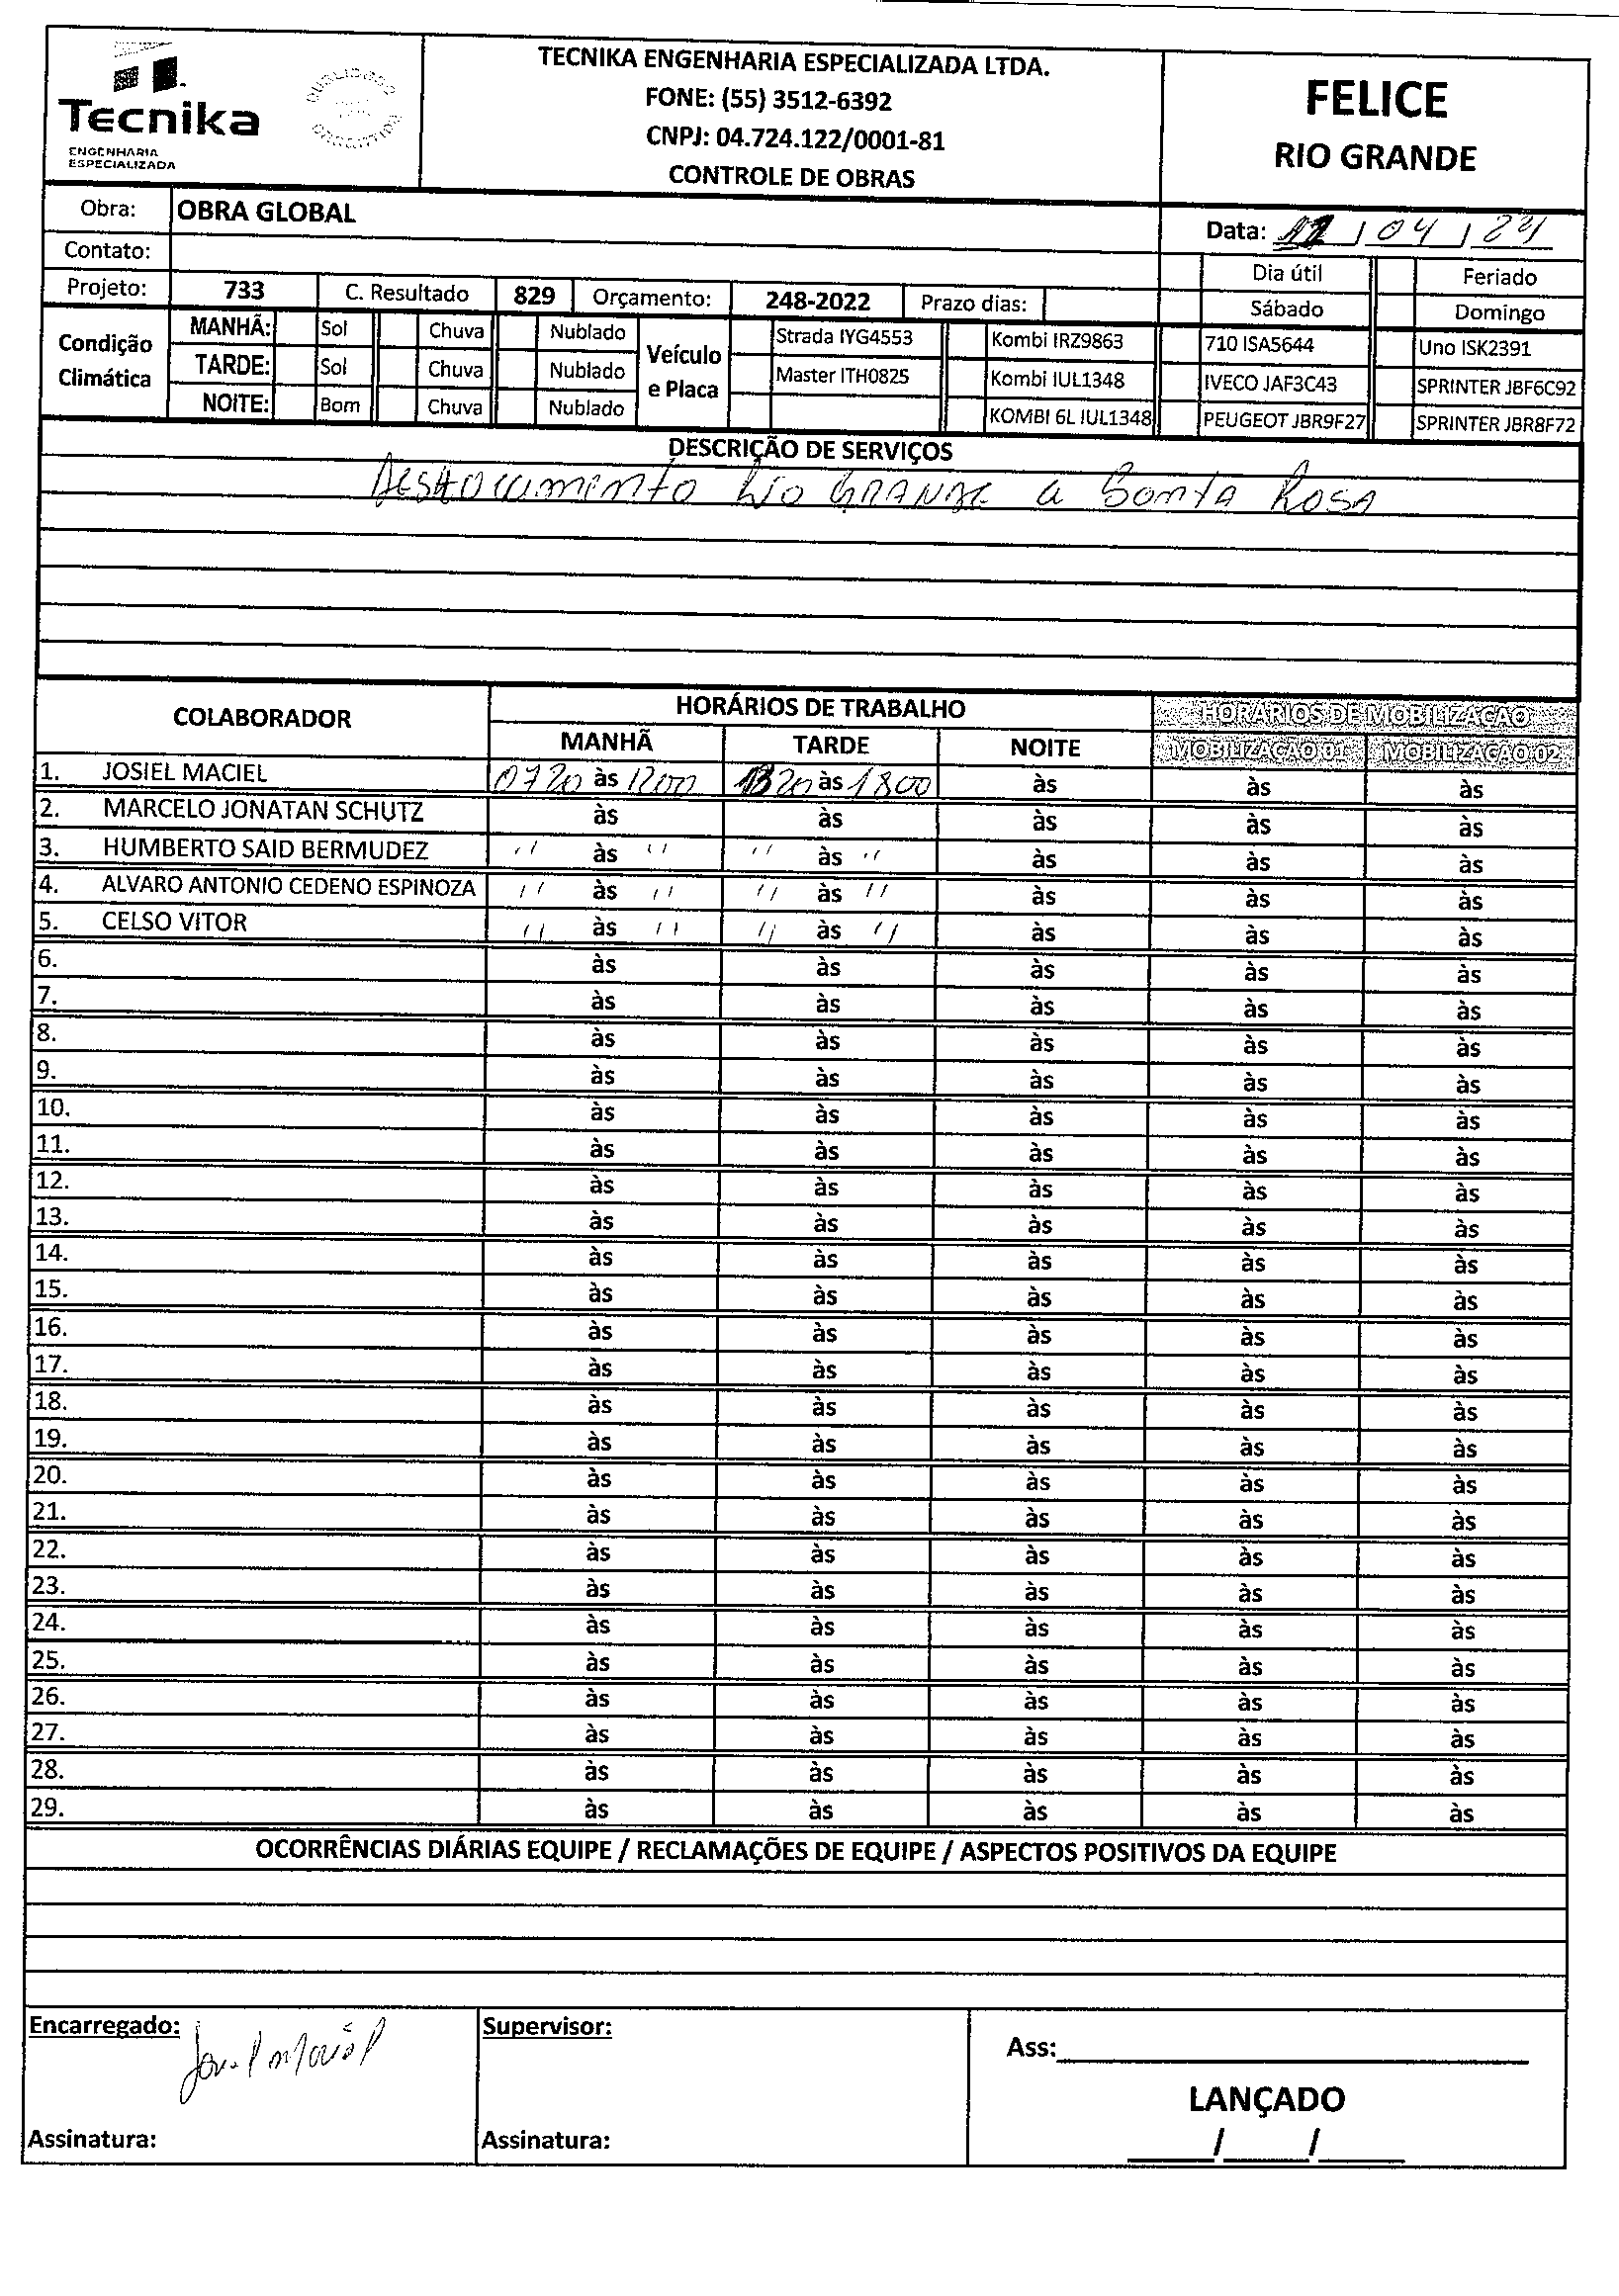 Tecnika
ENGENHARIA
ESPECIALIZADA
TECNIKA ENGENHARIA ESPECIALIZADA LTDA.
FONE: (55) 3512-6392
CNPJ: 04.724.122/0001-81
CONTROLE DE OBRAS
FELICE
RIO GRANDE
Obra: OBRA GLOBAL
Data: / 04 / 24
Contato:
Dia útil Feriado
Projeto: 733 C. Resultado 829 Orçamento: 248-2022 Prazo dias:
Sábado Domingo
Condição Climática
MANHÃ: Sol Chuva Nublado
TARDE: Sol Chuva Nublado
NOITE: Bom Chuva Nublado
Veículo e Placa
Strada IYG4553 Kombi IRZ9863 710 ISA5644 Uno ISK2391
Master ITH0825 Kombi IUL1348 IVECO JAF3C43 SPRINTER JBF6C92
KOMBI 6L IUL1348 PEUGEOT JBR9F27 SPRINTER JBR8F72
DESCRIÇÃO DE SERVIÇOS
Deslocamento Rio GRANDE a Santa Rosa
COLABORADOR HORÁRIOS DE TRABALHO HORÁRIOS DE MOBILIZAÇÃO
MANHÃ TARDE NOITE MOBILIZAÇÃO 01 MOBILIZAÇÃO 02
1. JOSIEL MACIEL 0720 às 1200 1320 às 1800 às às às
2. MARCELO JONATAN SCHUTZ às às às às às
3. HUMBERTO SAID BERMUDEZ " às " " às " às às às
4. ALVARO ANTONIO CEDENO ESPINOZA " às " " às " às às às
5. CELSO VITOR " às " " às " às às às
6. às às às às às
7. às às às às às
8. às às às às às
9. às às às às às
10. às às às às às
11. às às às às às
12. às às às às às
13. às às às às às
14. às às às às às
15. às às às às às
16. às às às às às
17. às às às às às
18. às às às às às
19. às às às às às
20. às às às às às
21. às às às às às
22. às às às às às
23. às às às às às
24. às às às às às
25. às às às às às
26. às às às às às
27. às às às às às
28. às às às às às
29. às às às às às
OCORRÊNCIAS DIÁRIAS EQUIPE / RECLAMAÇÕES DE EQUIPE / ASPECTOS POSITIVOS DA EQUIPE
Encarregado: Josiel Maciel
Supervisor:
Ass:
LANÇADO
Assinatura:
Assinatura:
/ /